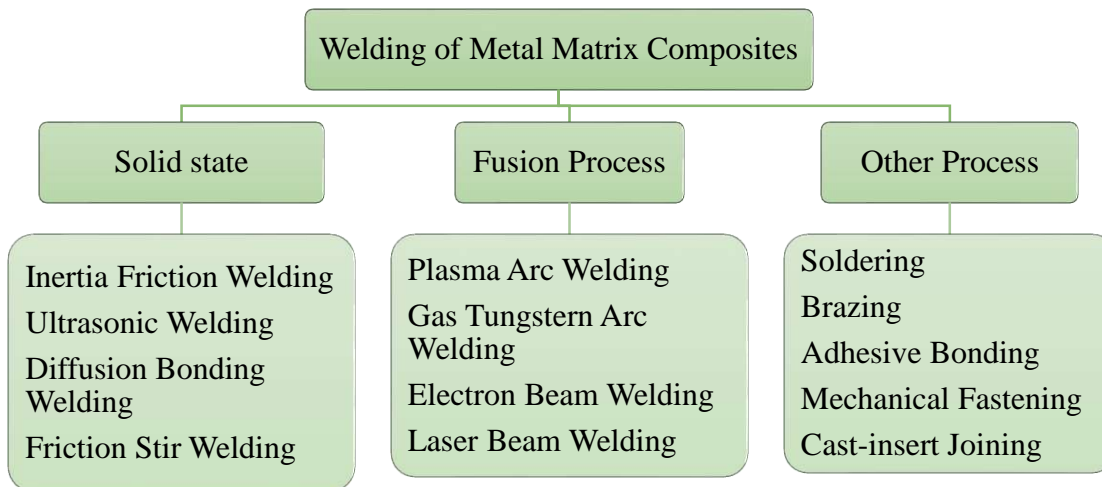 Welding of Metal Matrix Composites
Solid state
Fusion Process
Other Process
Inertia Friction Welding
Ultrasonic Welding
Diffusion Bonding
Welding
Friction Stir Welding
Plasma Arc Welding
Gas Tungstern Arc
Welding
Electron Beam Welding
Laser Beam Welding
Soldering
Brazing
Adhesive Bonding
Mechanical Fastening
Cast-insert Joining